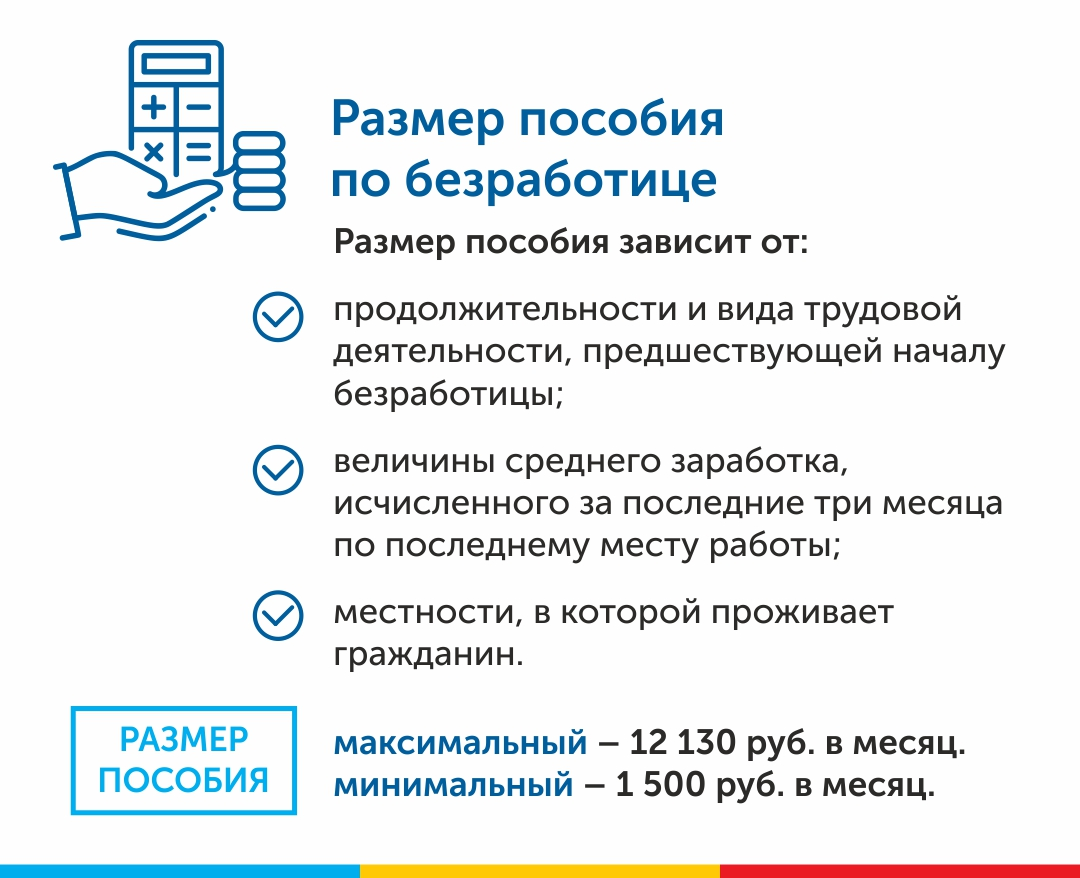 Размер пособия
по безработице
Размер пособия зависит от:
продолжительности и вида трудовой
деятельности, предшествующей началу
безработицы;
величины среднего заработка,
исчисленного за последние три месяца
по последнему месту работы;
местности, в которой проживает
гражданин.
РАЗМЕР
ПОСОБИЯ
максимальный – 12 130 руб. в месяц.
минимальный – 1 500 руб. в месяц.